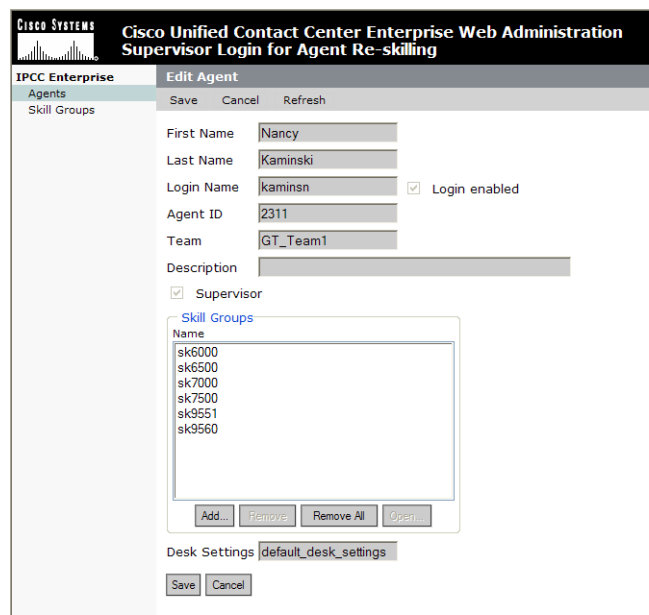 CISCO SYSTEMS
Cisco Unified Contact Center Enterprise Web Administration
Supervisor Login for Agent Re-skilling
IPCC Enterprise
Agents
Skill Groups
Edit Agent
Save Cancel Refresh
First Name Nancy
Last Name Kaminski
Login Name kaminsn Login enabled
Agent ID 2311
Team GT_Team1
Description
Supervisor
Skill Groups
Name
sk6000
sk6500
sk7000
sk7500
sk9551
sk9560
Add... Remove Remove All Open...
Desk Settings default_desk_settings
Save Cancel